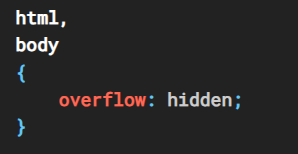 html,
body
{
    overflow: hidden;
}